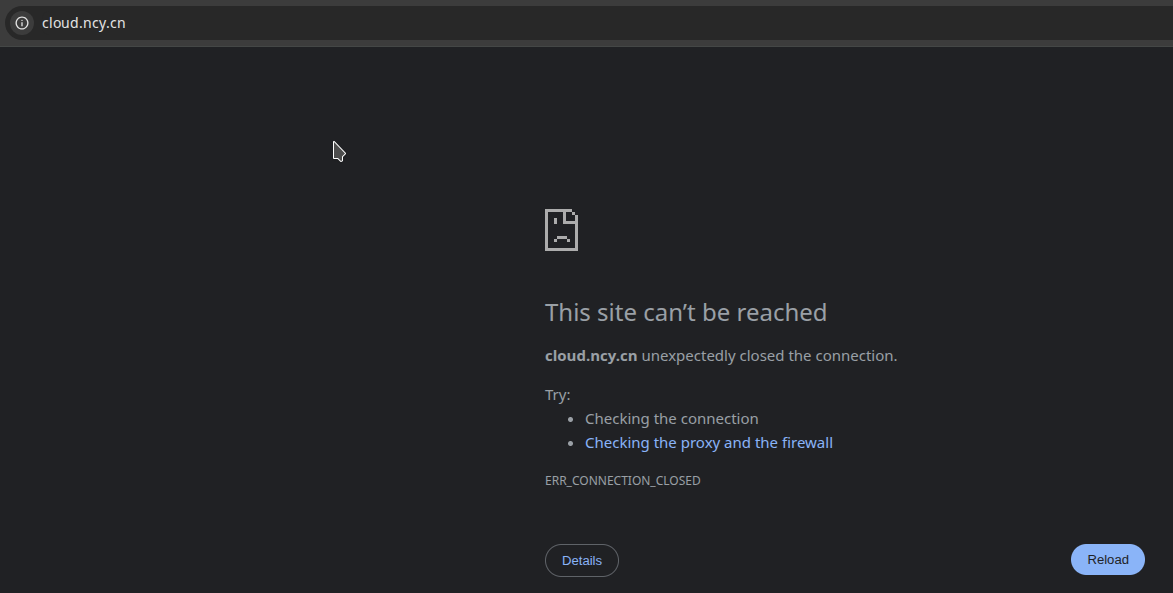 cloud.ncy.cn
This site can’t be reached
cloud.ncy.cn unexpectedly closed the connection.
Try:
• Checking the connection
• Checking the proxy and the firewall
ERR_CONNECTION_CLOSED
Details
Reload